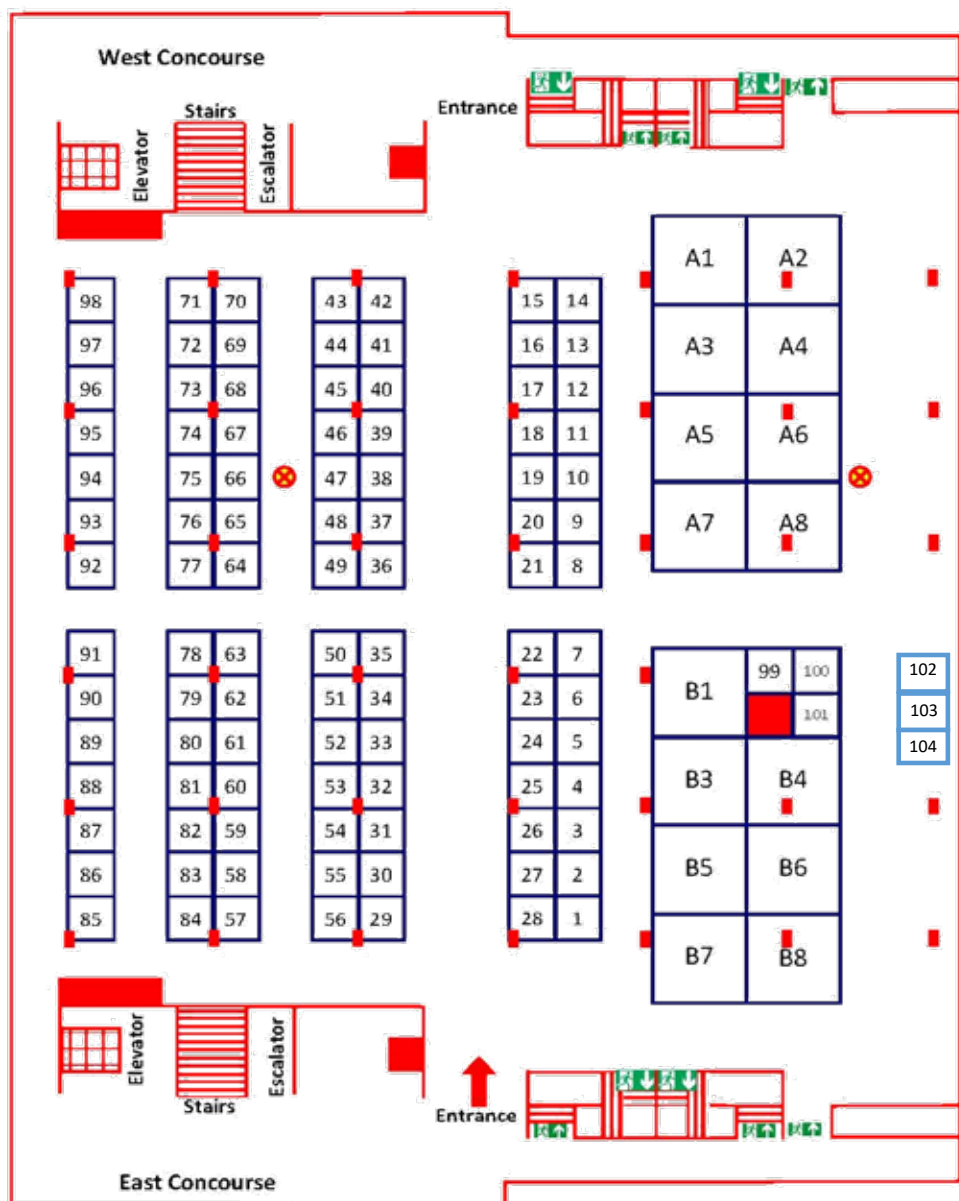 West Concourse
Stairs
Entrance
Elevator
Escalator
A1 A2
98 71 70 43 42 15 14
97 72 69 44 41 16 13
A3 A4
96 73 68 45 40 17 12
95 74 67 46 39 18 11
A5 A6
94 75 66 47 38 19 10
93 76 65 48 37 20 9
A7 A8
92 77 64 49 36 21 8
91 78 63 50 35 22 7
99 100 102
B1
90 79 62 51 34 23 6
101 103
89 80 61 52 33 24 5
104
B3 B4
88 81 60 53 32 25 4
87 82 59 54 31 26 3
B5 B6
86 83 58 55 30 27 2
85 84 57 56 29 28 1
B7 B8
Elevator
Escalator
Stairs
Entrance
East Concourse